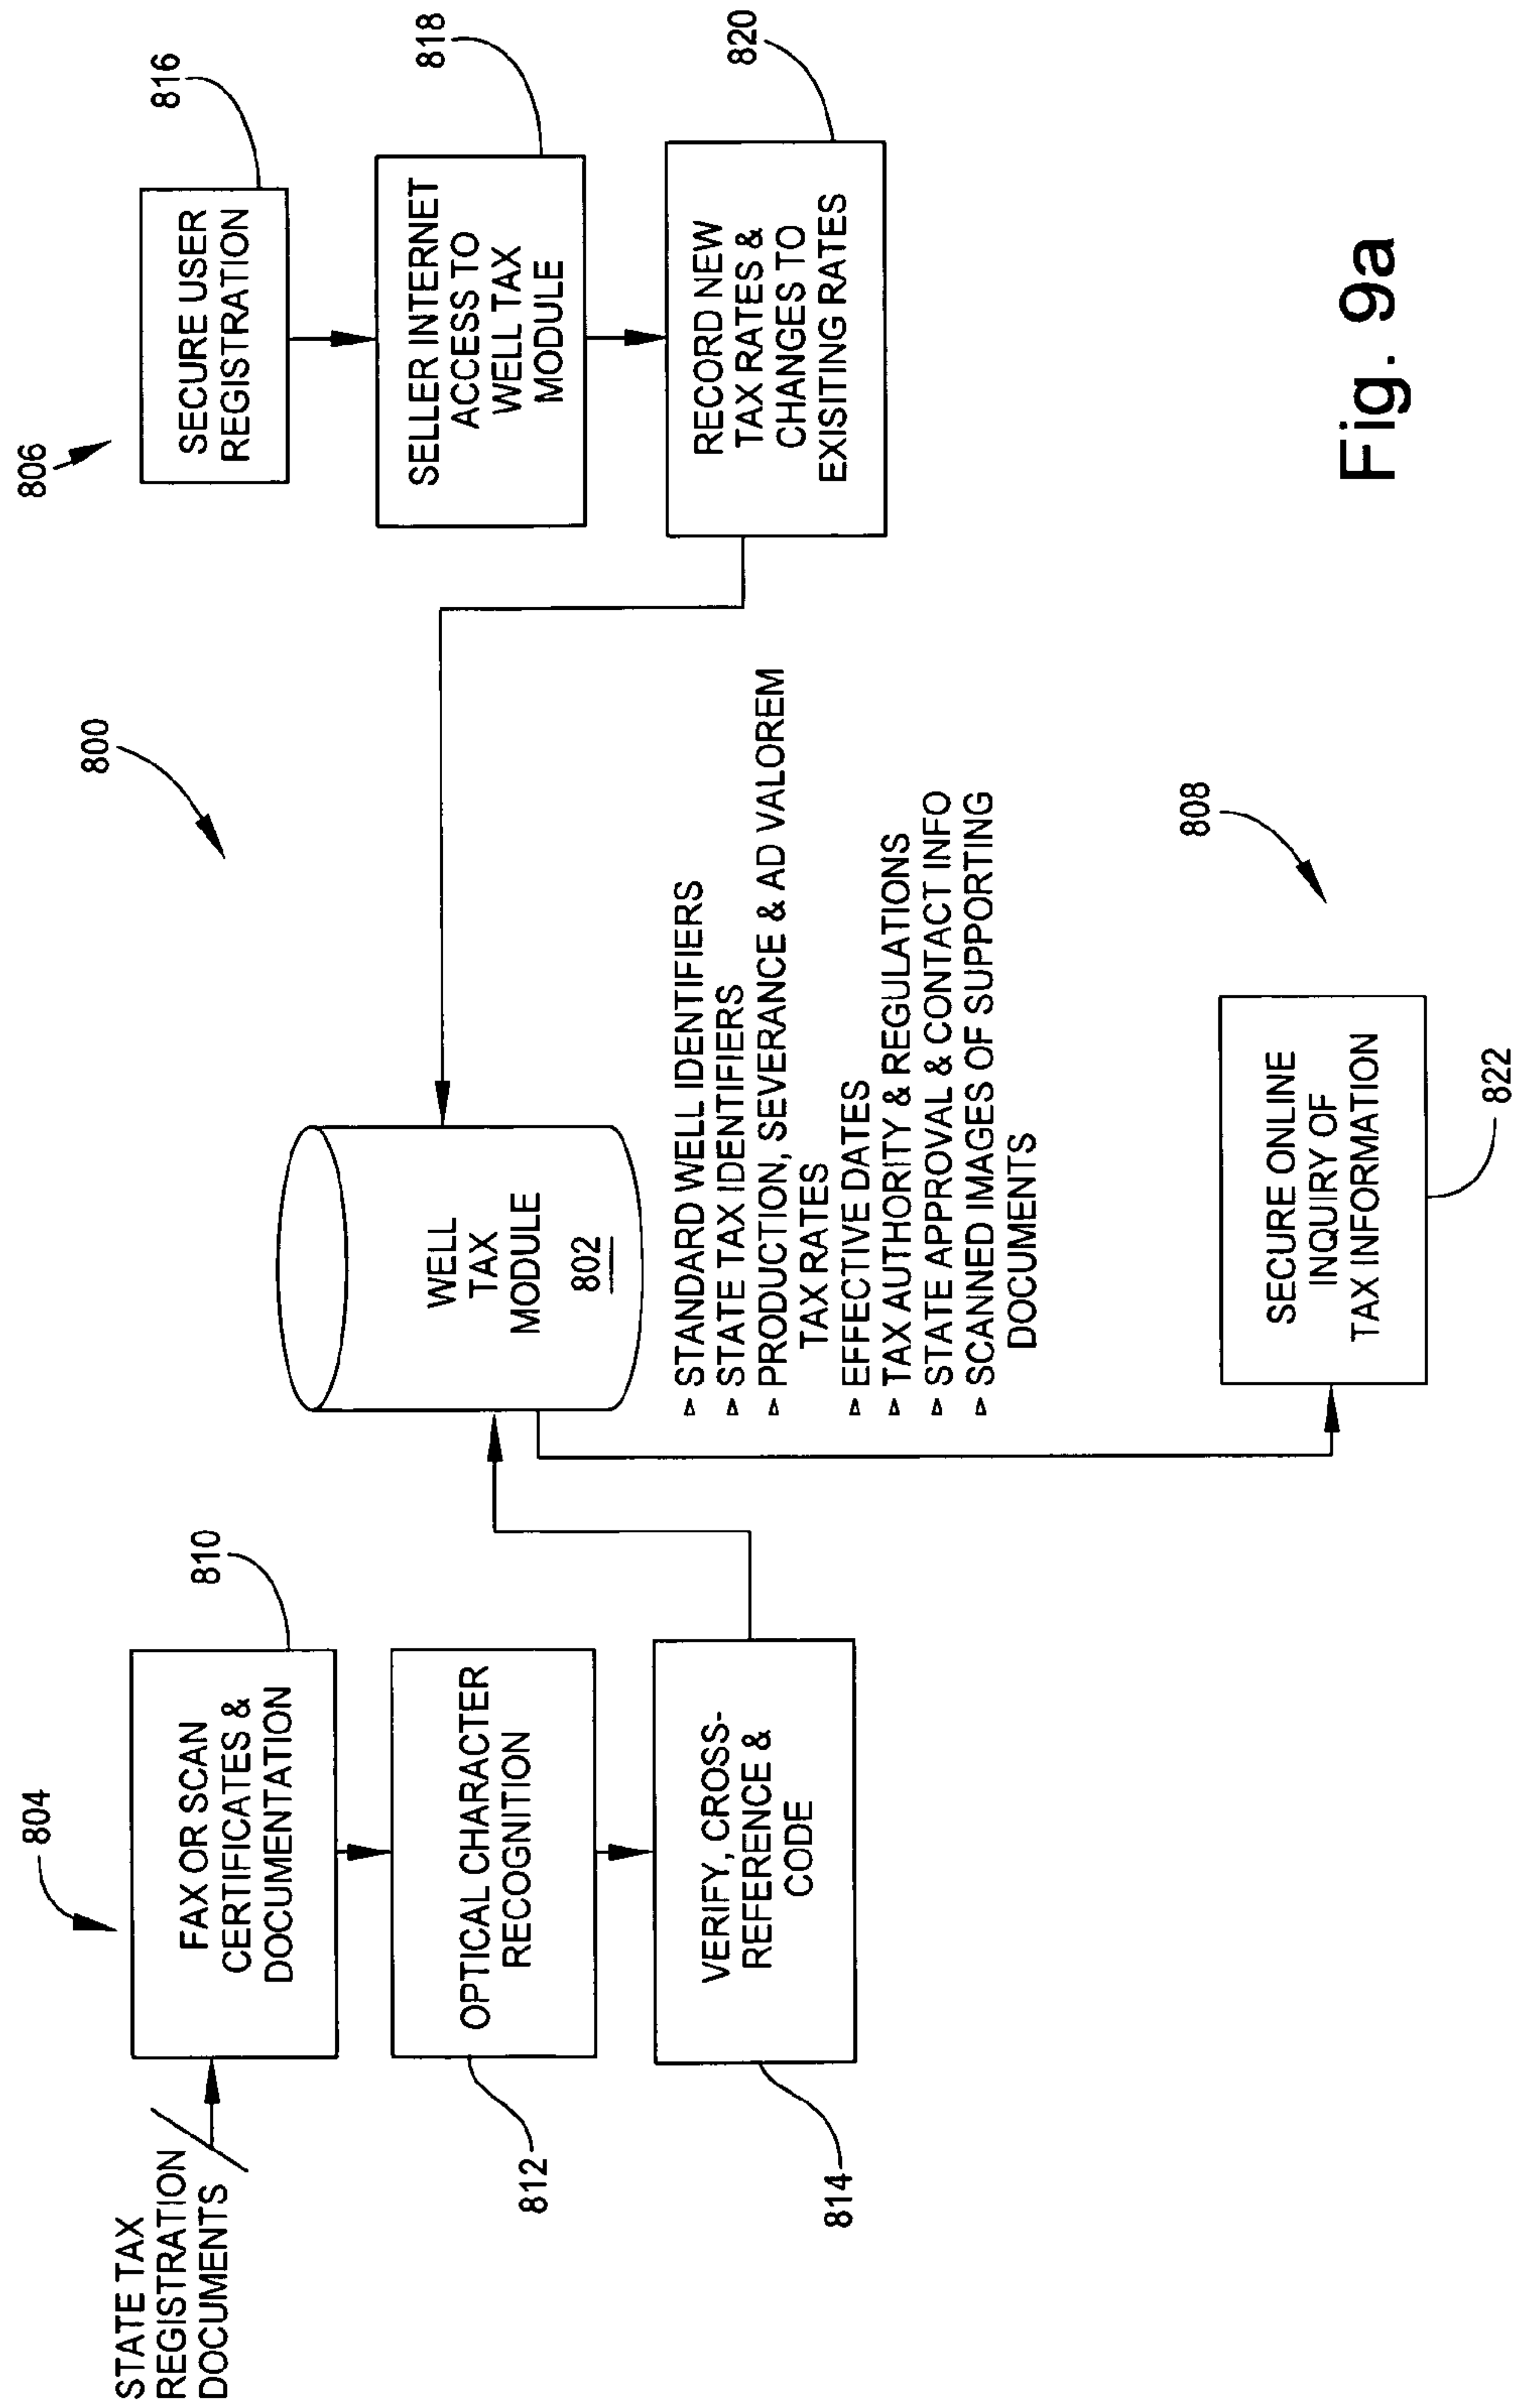 800
804
STATE TAX
REGISTRATION
DOCUMENTS
FAX OR SCAN
CERTIFICATES &
DOCUMENTATION
810
OPTICAL CHARACTER
RECOGNITION
812
VERIFY, CROSS-
REFERENCE &
CODE
814
WELL
TAX
MODULE
802
▹ STANDARD WELL IDENTIFIERS
▹ STATE TAX IDENTIFIERS
▹ PRODUCTION, SEVERANCE & AD VALOREM
TAX RATES
▹ EFFECTIVE DATES
▹ TAX AUTHORITY & REGULATIONS
▹ STATE APPROVAL & CONTACT INFO
▹ SCANNED IMAGES OF SUPPORTING
DOCUMENTS
806
SECURE USER
REGISTRATION
816
SELLER INTERNET
ACCESS TO
WELL TAX
MODULE
818
RECORD NEW
TAX RATES &
CHANGES TO
EXISITING RATES
820
808
SECURE ONLINE
INQUIRY OF
TAX INFORMATION
822
Fig. 9a